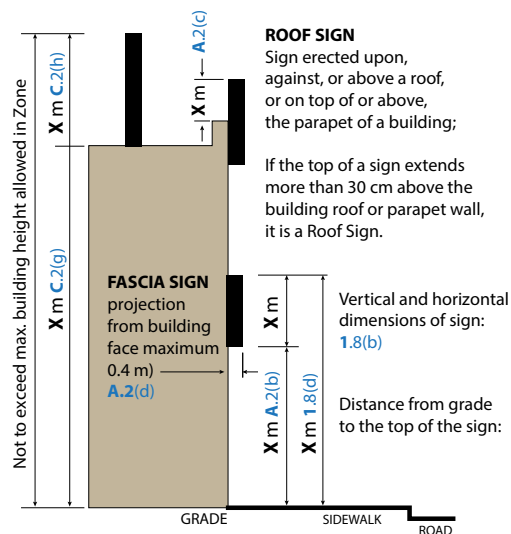 Not to exceed max. building height allowed in Zone
X m C.2(h)
X m C.2(g)
A.2(c)
X m
ROOF SIGN
Sign erected upon,
against, or above a roof,
or on top of or above,
the parapet of a building;
If the top of a sign extends
more than 30 cm above the
building roof or parapet wall,
it is a Roof Sign.
FASCIA SIGN
projection
from building
face maximum
0.4 m)
A.2(d)
X m
X m A.2(b)
X m 1.8(d)
Vertical and horizontal
dimensions of sign:
1.8(b)
Distance from grade
to the top of the sign:
GRADE
SIDEWALK
ROAD